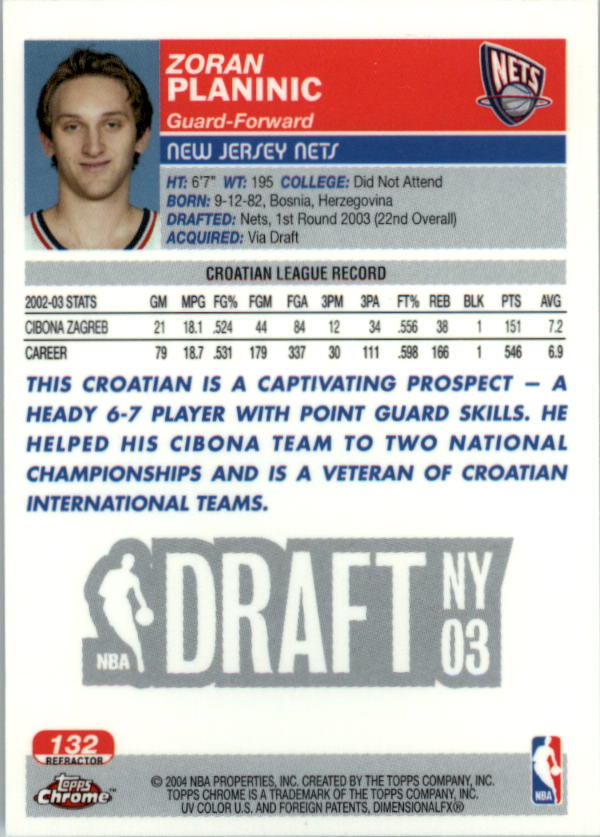 ZORAN
PLANINIC
NETS
Guard-Forward
NEW JERSEY NETS
HT: 6'7" WT: 195 COLLEGE: Did Not Attend
BORN: 9-12-82, Bosnia, Herzegovina
DRAFTED: Nets, 1st Round 2003 (22nd Overall)
ACQUIRED: Via Draft
CROATIAN LEAGUE RECORD
2002-03 STATS GM MPG FG% FGM FGA 3PM 3PA FT% REB BLK PTS AVG
CIBONA ZAGREB 21 18.1 .524 44 84 12 34 .556 38 1 151 7.2
CAREER 79 18.7 .531 179 337 30 111 .598 166 1 546 6.9
THIS CROATIAN IS A CAPTIVATING PROSPECT – A
HEADY 6-7 PLAYER WITH POINT GUARD SKILLS. HE
HELPED HIS CIBONA TEAM TO TWO NATIONAL
CHAMPIONSHIPS AND IS A VETERAN OF CROATIAN
INTERNATIONAL TEAMS.
NBA DRAFT NY
03
132
REFRACTOR
Topps
Chrome™
© 2004 NBA PROPERTIES, INC. CREATED BY THE TOPPS COMPANY, INC.
TOPPS CHROME IS A TRADEMARK OF THE TOPPS COMPANY, INC.
UV COLOR U.S. AND FOREIGN PATENTS, DIMENSIONALFX®
NBA